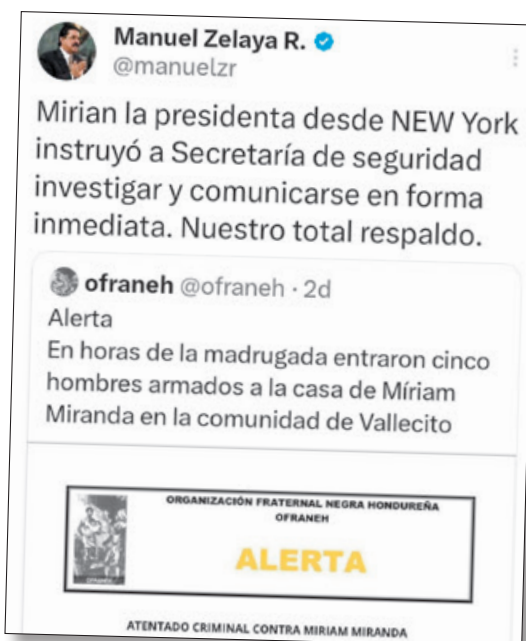 Manuel Zelaya R.
@manuelzr
Mirian la presidenta desde NEW York
instruyó a Secretaría de seguridad
investigar y comunicarse en forma
inmediata. Nuestro total respaldo.
ofraneh @ofraneh · 2d
Alerta
En horas de la madrugada entraron cinco
hombres armados a la casa de Míriam
Miranda en la comunidad de Vallecito
ORGANIZACIÓN FRATERNAL NEGRA HONDUREÑA
OFRANEH
ALERTA
OFRANEH
ATENTADO CRIMINAL CONTRA MIRIAM MIRANDA